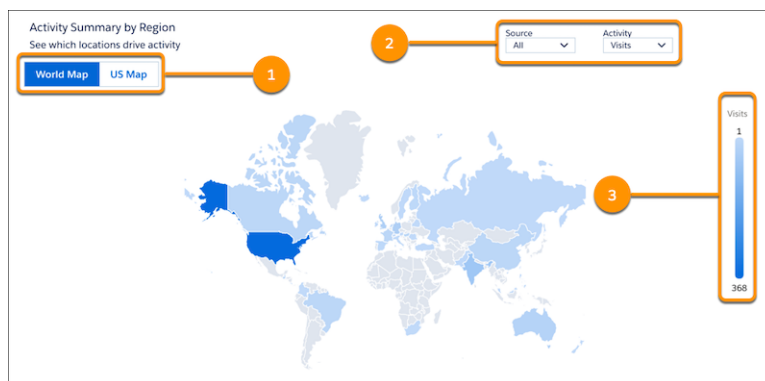 Activity Summary by Region
See which locations drive activity
World Map US Map
1
2
Source Activity
All Visits
Visits
1
3
368